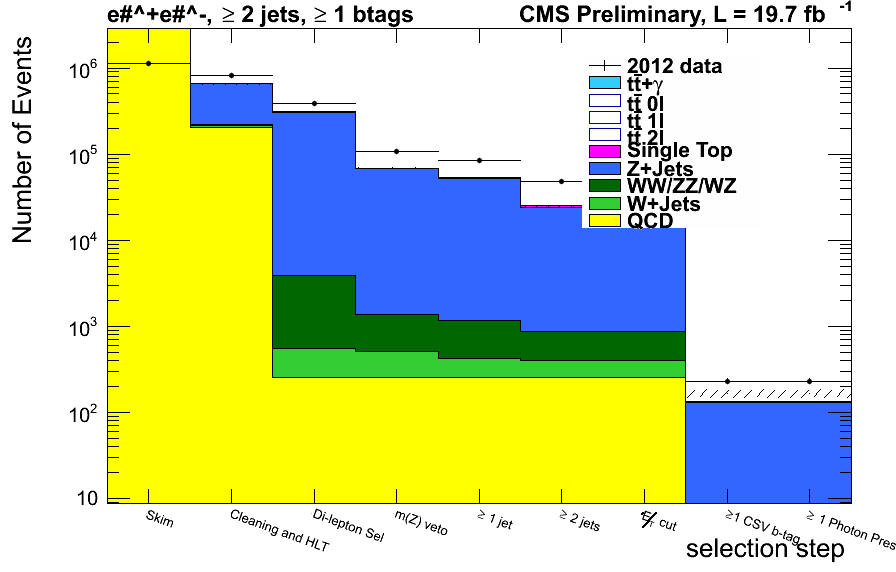 e#^+e#^-, ≥ 2 jets, ≥ 1 btags
CMS Preliminary, L = 19.7 fb -1
Number of Events
10^6
10^5
10^4
10^3
10^2
10
2012 data
tt̄+γ
tt̄ 0l
tt̄ 1l
tt̄ 2l
Single Top
Z+Jets
WW/ZZ/WZ
W+Jets
QCD
Skim
Cleaning and HLT
Di-lepton Sel
m(Z) veto
≥ 1 jet
≥ 2 jets
E̸_T cut
≥1 CSV b-tag
≥ 1 Photon Pres
selection step